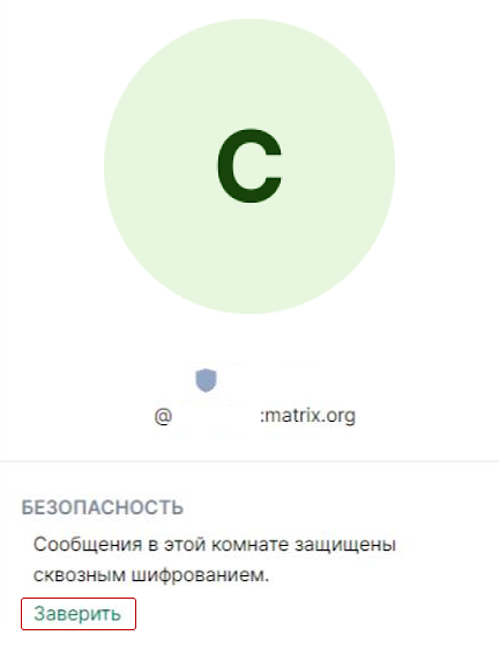 C
@ :matrix.org
БЕЗОПАСНОСТЬ
Сообщения в этой комнате защищены
сквозным шифрованием.
Заверить